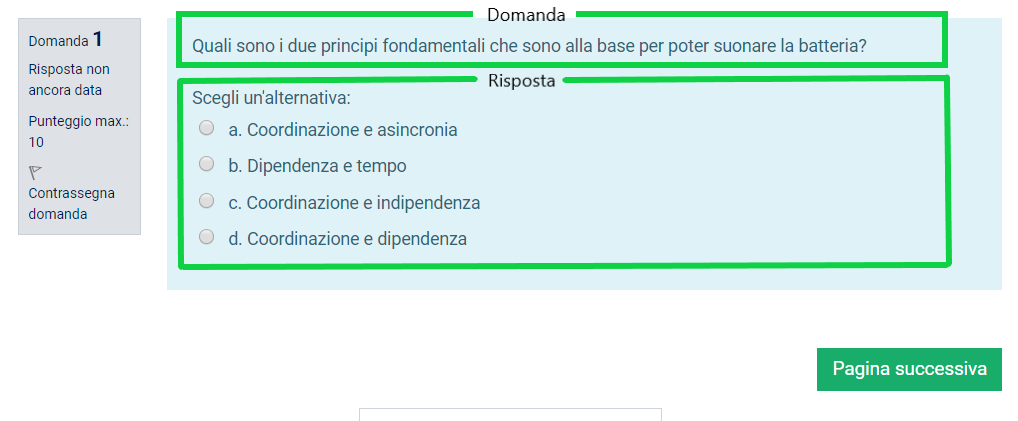 Domanda 1
Risposta non
ancora data
Punteggio max.:
10
Contrassegna
domanda
Domanda
Quali sono i due principi fondamentali che sono alla base per poter suonare la batteria?
Risposta
Scegli un'alternativa:
a. Coordinazione e asincronia
b. Dipendenza e tempo
c. Coordinazione e indipendenza
d. Coordinazione e dipendenza
Pagina successiva